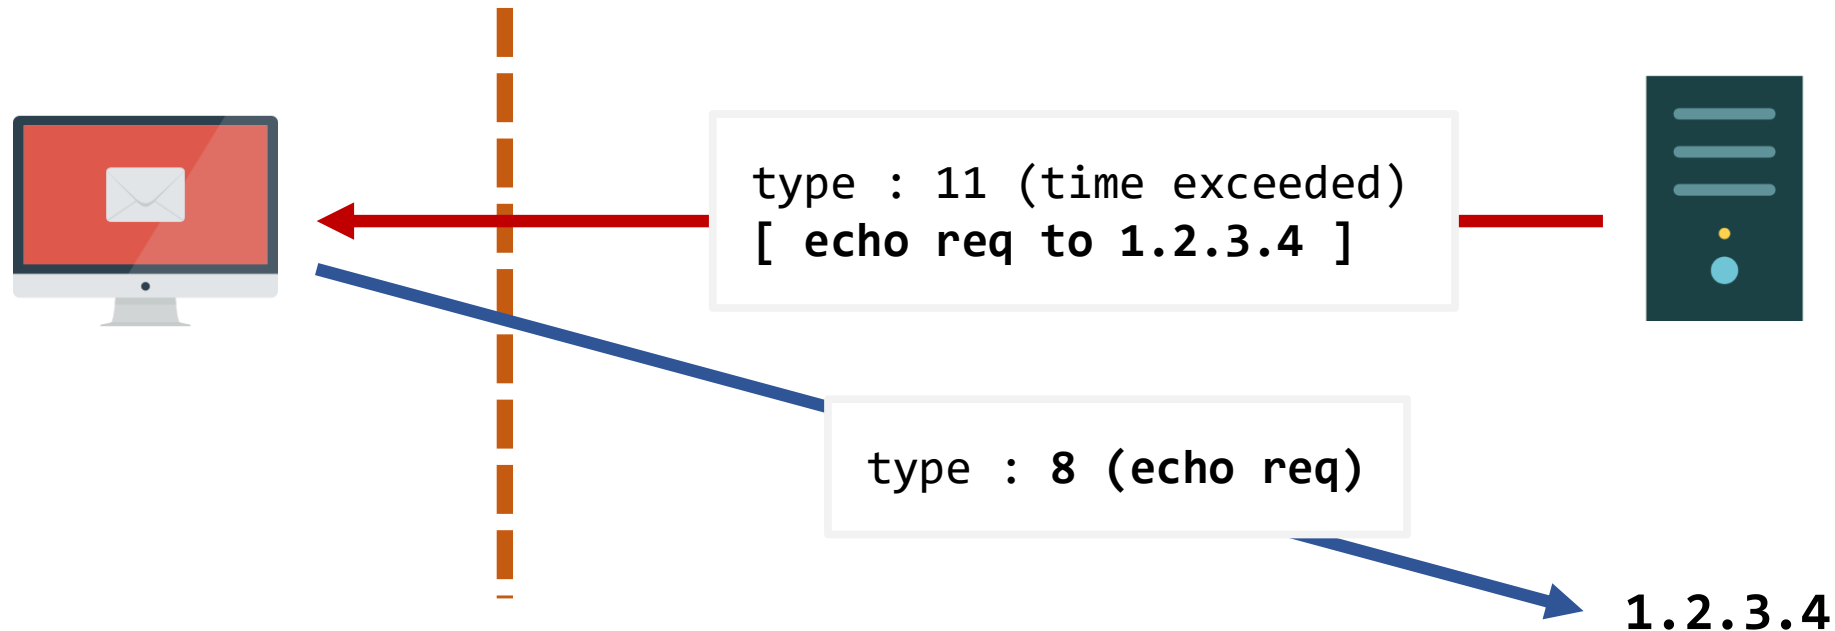 type : 11 (time exceeded)
[ echo req to 1.2.3.4 ]
type : 8 (echo req)
1.2.3.4